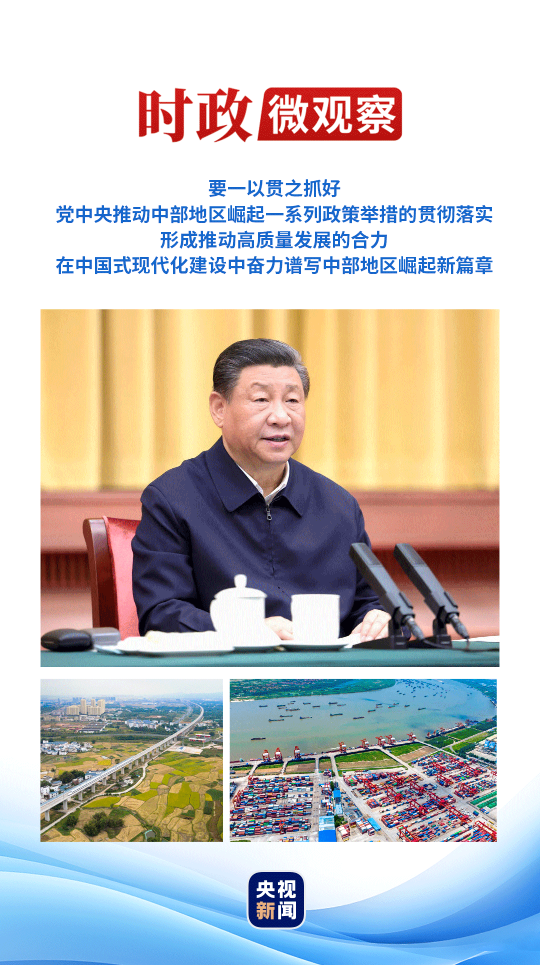 时政微观察
要一以贯之抓好
党中央推动中部地区崛起一系列政策举措的贯彻落实
形成推动高质量发展的合力
在中国式现代化建设中奋力谱写中部地区崛起新篇章
央视
新闻